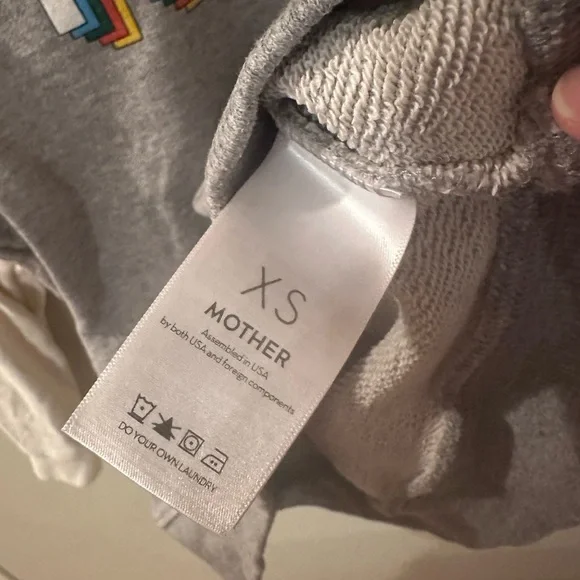 XS
MOTHER
Assembled in USA
by both USA and foreign components
DO YOUR OWN LAUNDRY